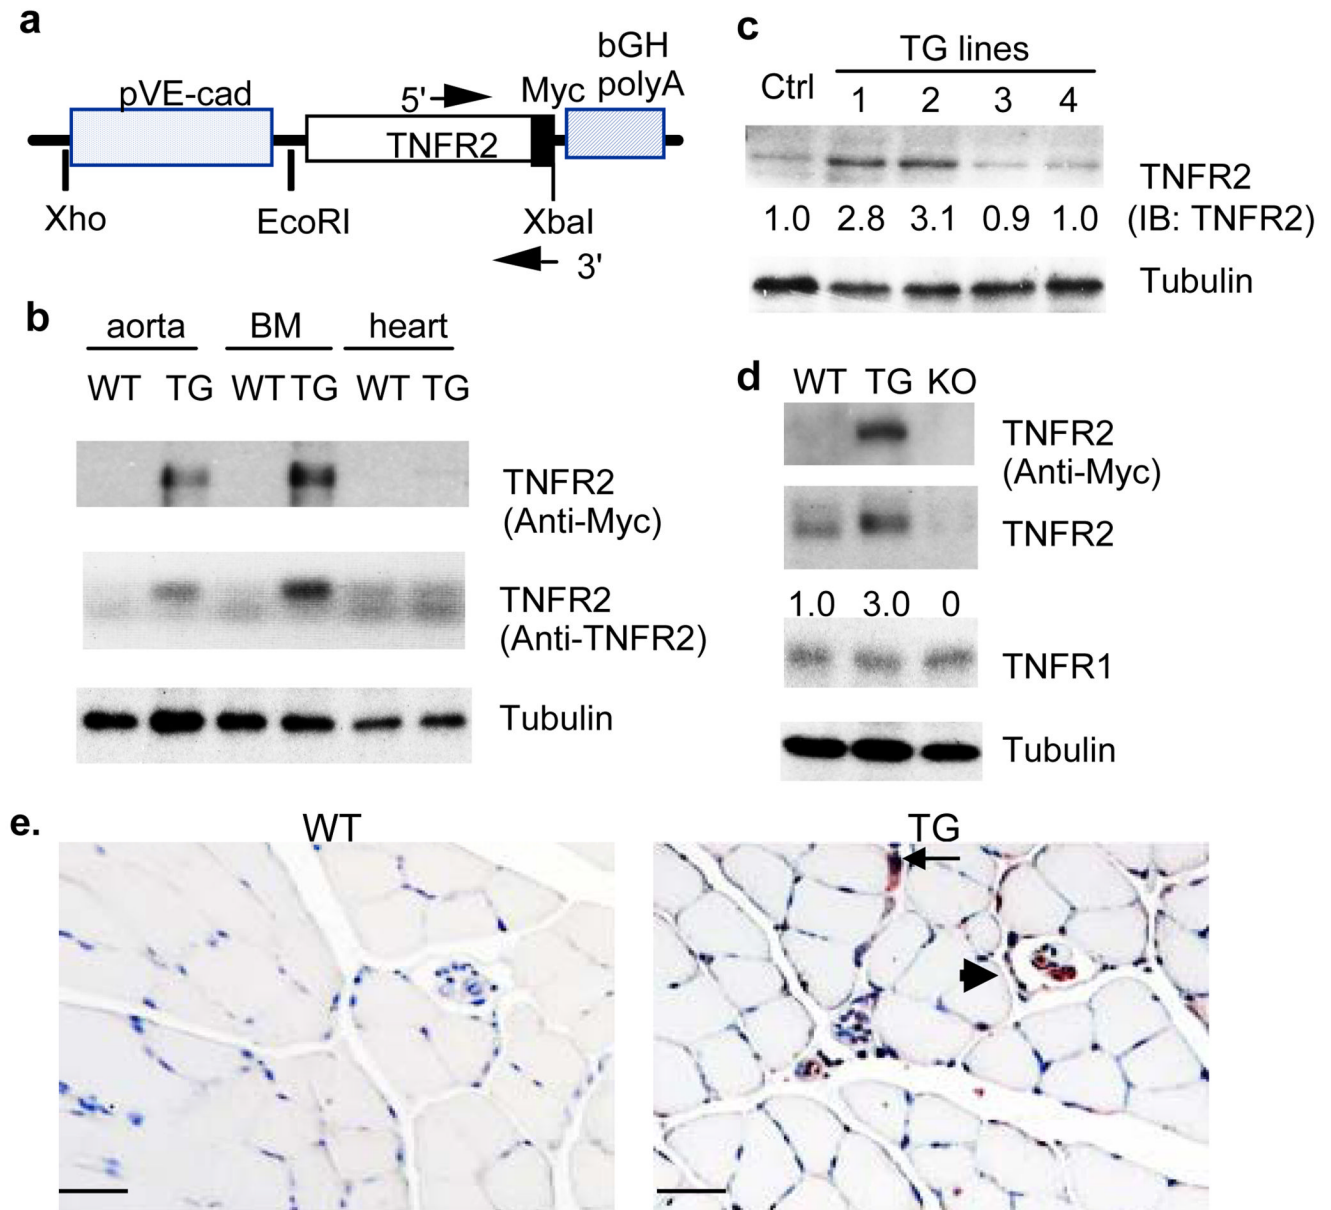 a
pVE-cad
5'
Myc
bGH
polyA
TNFR2
Xho
EcoRI
XbaI
3'
b
aorta BM heart
WT TG WT TG WT TG
TNFR2
(Anti-Myc)
TNFR2
(Anti-TNFR2)
Tubulin
c
TG lines
Ctrl 1 2 3 4
TNFR2
(IB: TNFR2)
1.0 2.8 3.1 0.9 1.0
Tubulin
d
WT TG KO
TNFR2
(Anti-Myc)
TNFR2
1.0 3.0 0
TNFR1
Tubulin
e.
WT
TG